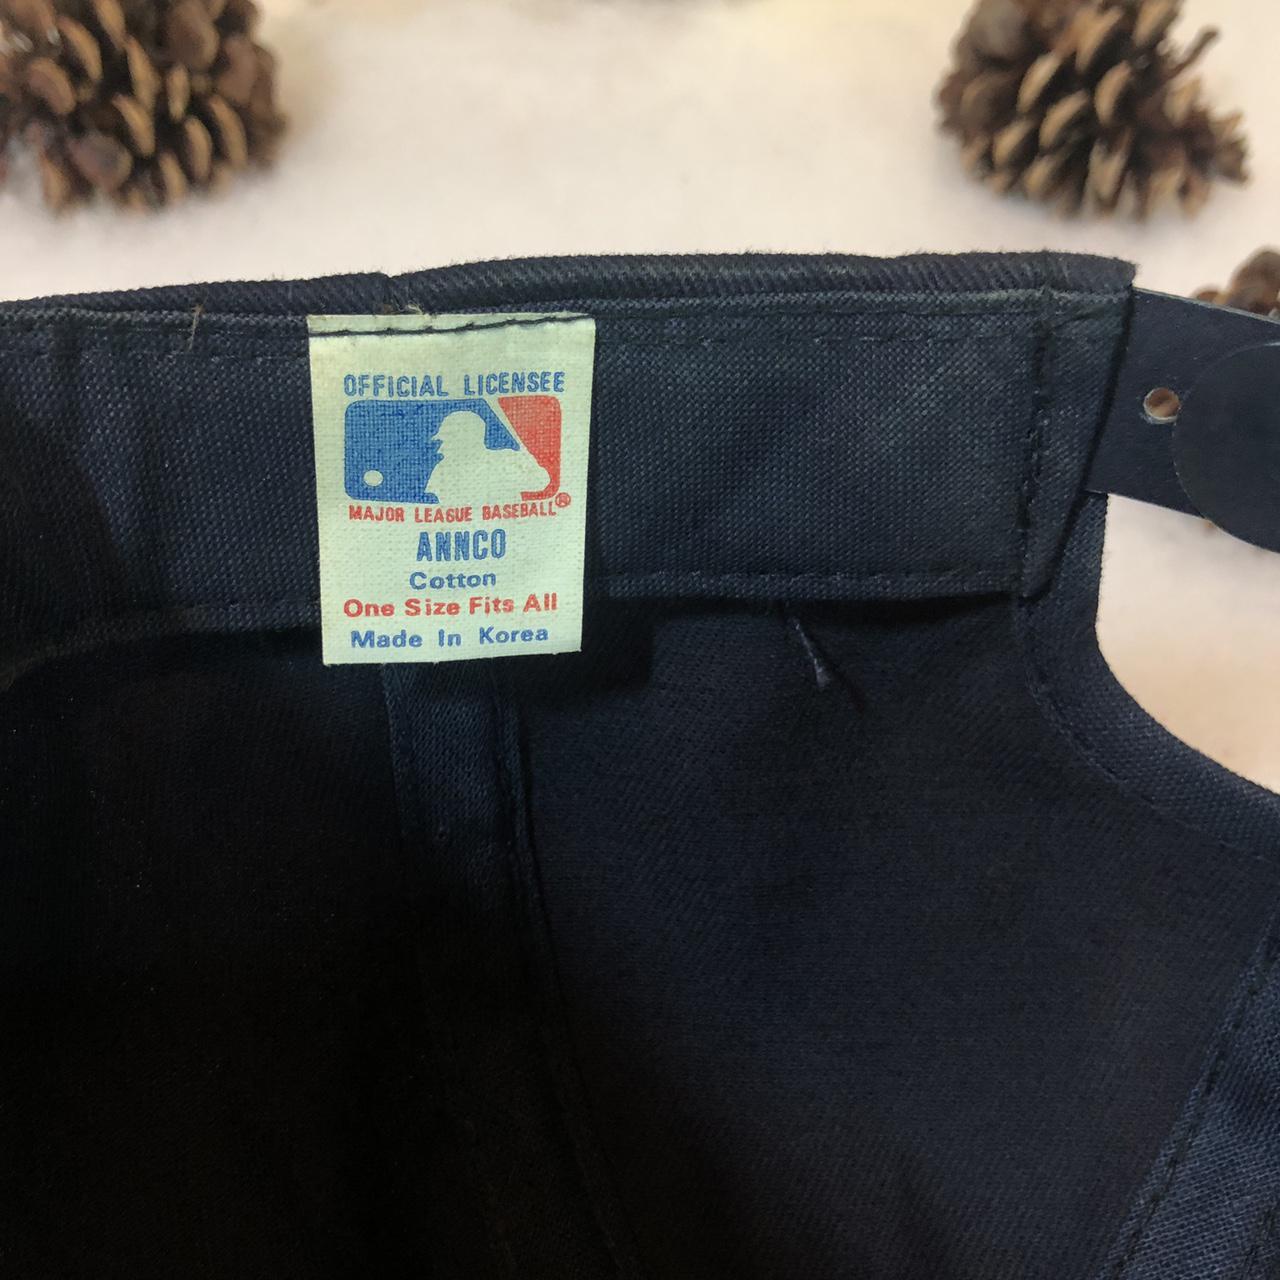 OFFICIAL LICENSEE
MAJOR LEAGUE BASEBALL®
ANNCO
Cotton
One Size Fits All
Made In Korea